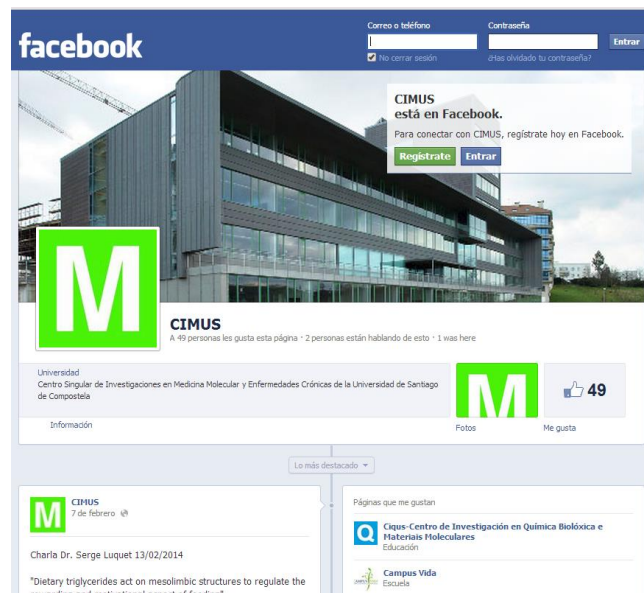 Correo o teléfono
Contraseña
facebook
Entrar
No cerrar sesión
¿Has olvidado tu contraseña?
CIMUS
está en Facebook.
Para conectar con CIMUS, regístrate hoy en Facebook.
Regístrate
Entrar
M
CIMUS
A 49 personas les gusta esta página · 2 personas están hablando de esto · 1 was here
Universidad
Centro Singular de Investigaciones en Medicina Molecular y Enfermedades Crónicas de la Universidad de Santiago
de Compostela
M
49
Información
Fotos
Me gusta
Lo más destacado
M
CIMUS
7 de febrero
Charla Dr. Serge Luquet 13/02/2014
"Dietary triglycerides act on mesolimbic structures to regulate the
Páginas que me gustan
Q
Ciqus-Centro de Investigación en Química Biolóxica e
Materiais Moleculares
Educación
Campus Vida
Escuela